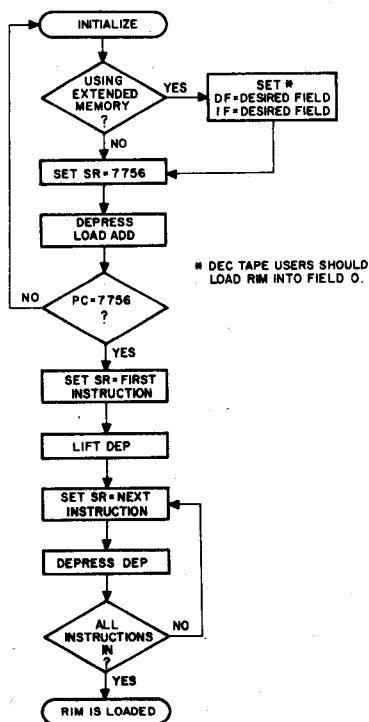 INITIALIZE
USING
EXTENDED
MEMORY
?
YES
SET *
DF=DESIRED FIELD
IF=DESIRED FIELD
NO
SET SR=7756
DEPRESS
LOAD ADD
* DEC TAPE USERS SHOULD
LOAD RIM INTO FIELD 0.
NO
PC=7756
?
YES
SET SR=FIRST
INSTRUCTION
LIFT DEP
SET SR=NEXT
INSTRUCTION
DEPRESS DEP
ALL
INSTRUCTIONS
IN
?
NO
YES
RIM IS LOADED